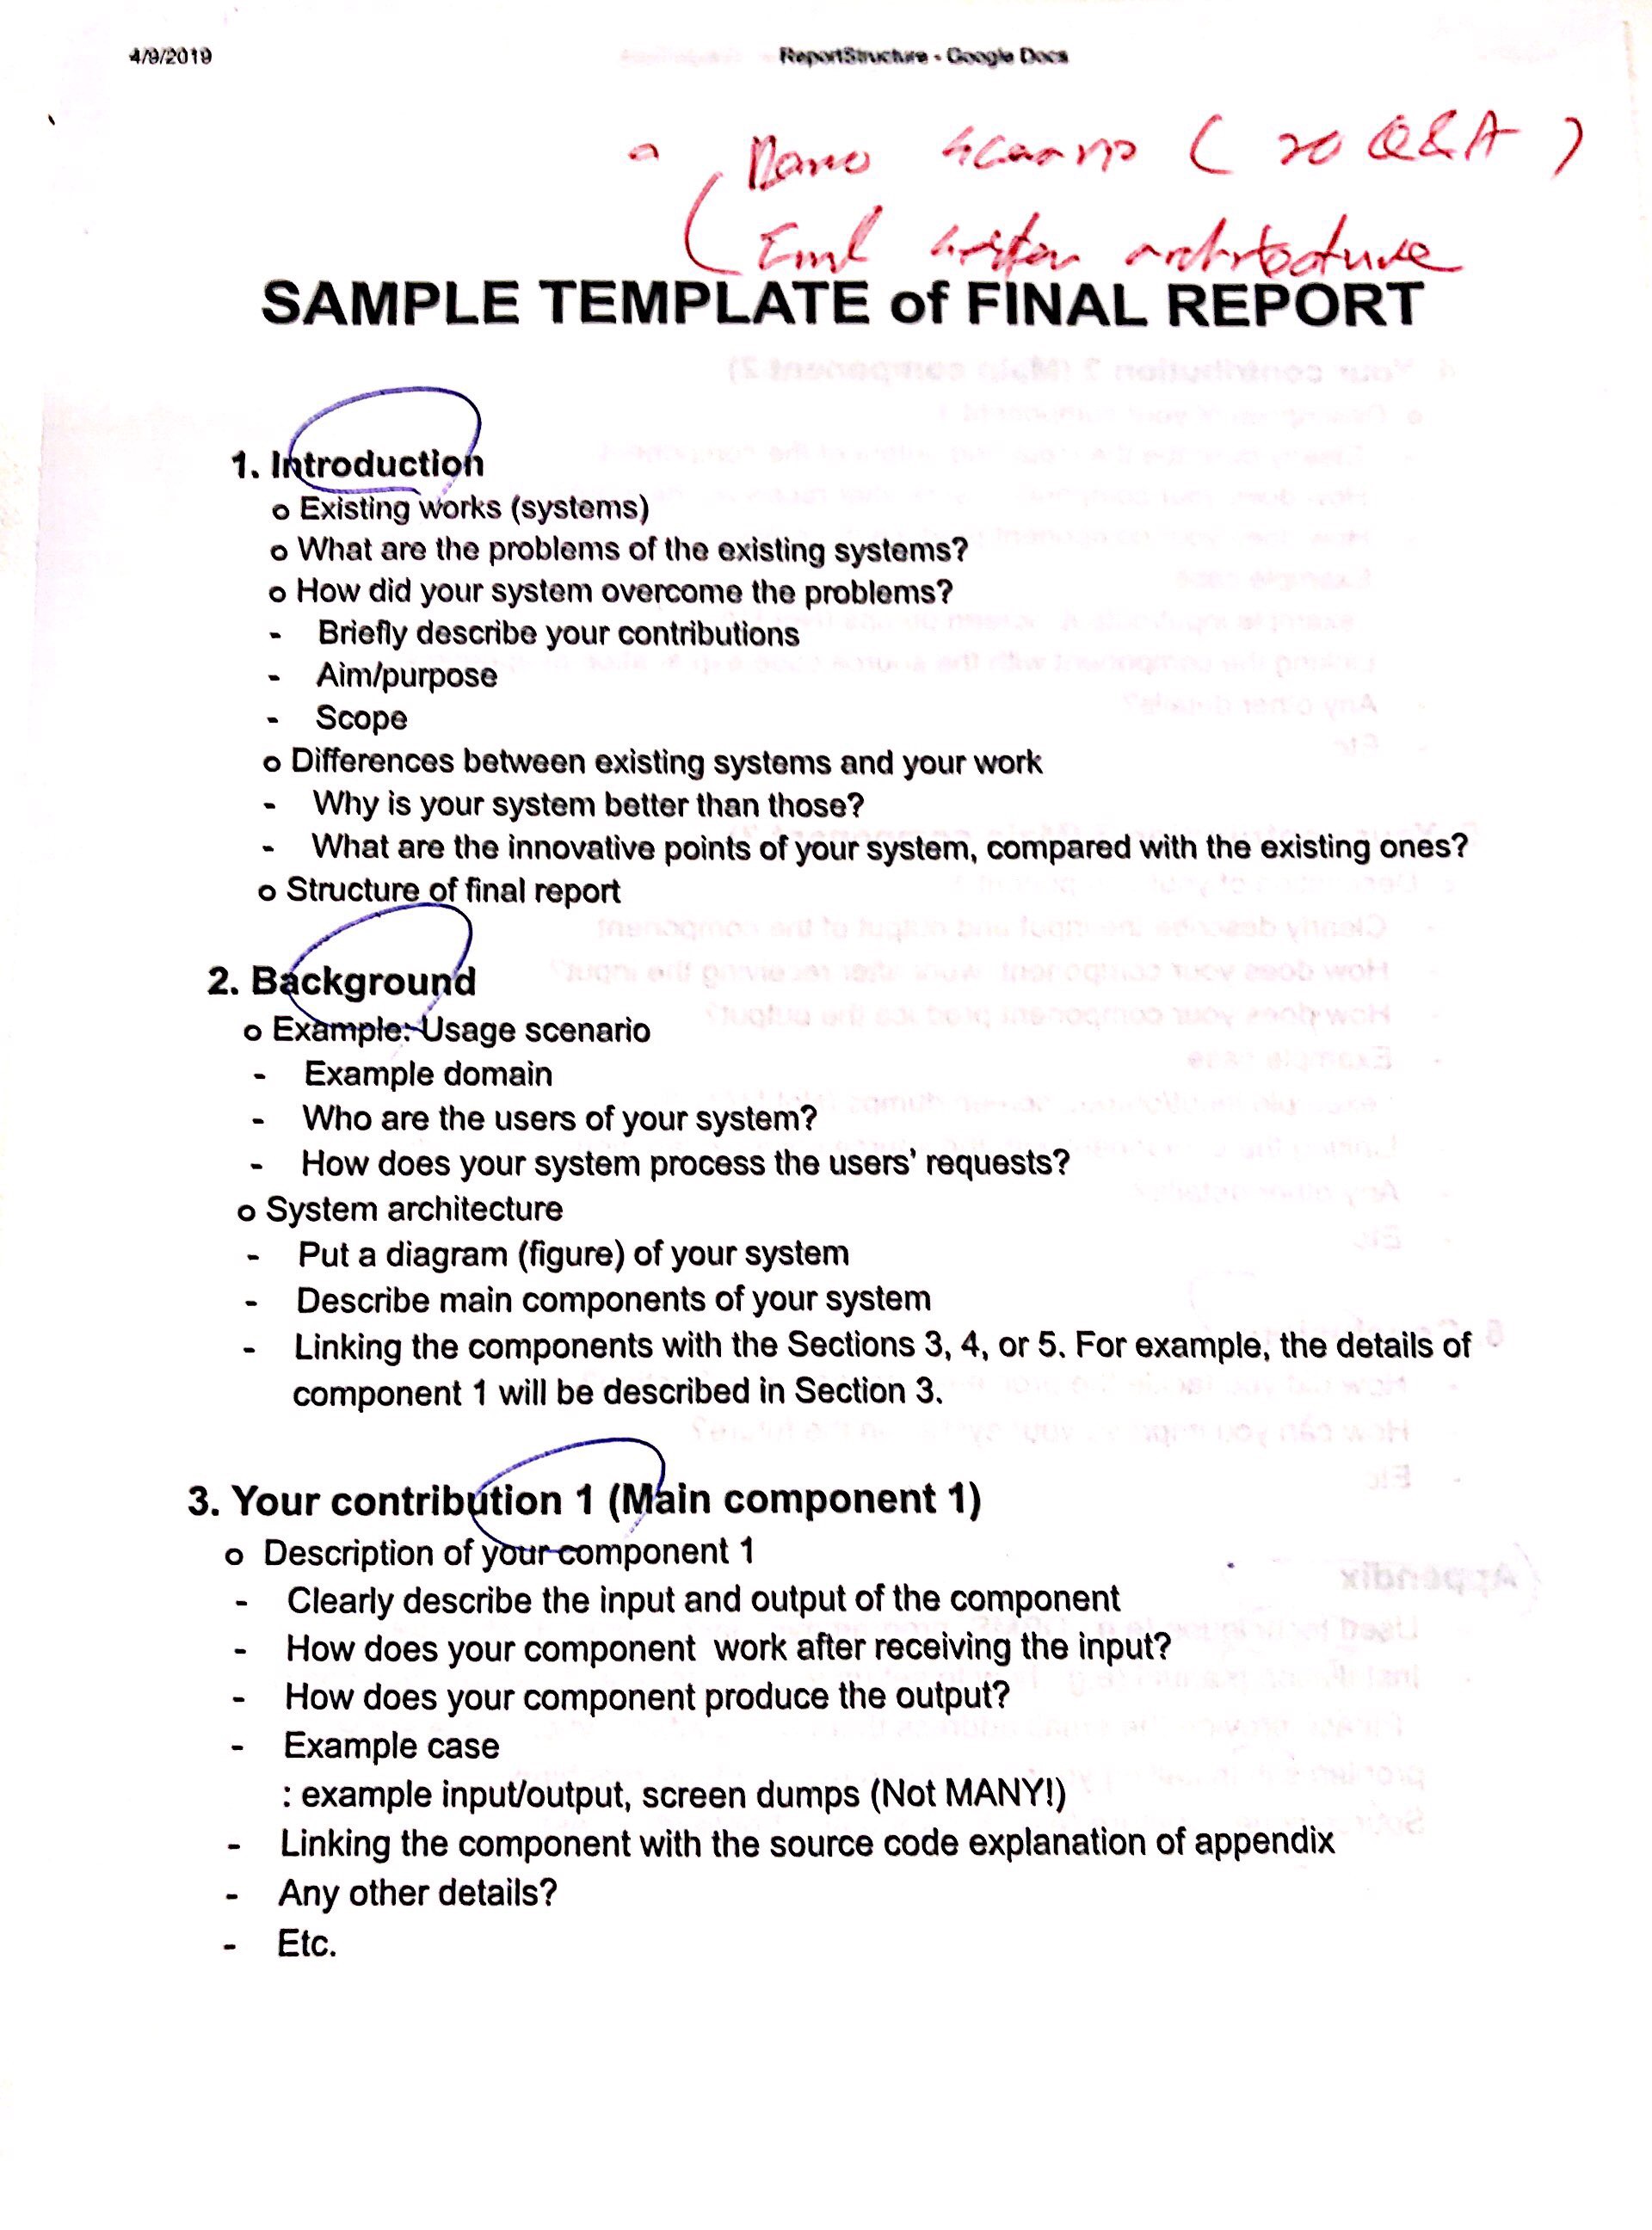 4/9/2019
ReportStructure - Google Docs
(20 Q&A)
architecture
SAMPLE TEMPLATE of FINAL REPORT
1. Introduction
o Existing works (systems)
o What are the problems of the existing systems?
o How did your system overcome the problems?
- Briefly describe your contributions
- Aim/purpose
- Scope
o Differences between existing systems and your work
- Why is your system better than those?
- What are the innovative points of your system, compared with the existing ones?
o Structure of final report
2. Background
o Example: Usage scenario
- Example domain
- Who are the users of your system?
- How does your system process the users' requests?
o System architecture
- Put a diagram (figure) of your system
- Describe main components of your system
- Linking the components with the Sections 3, 4, or 5. For example, the details of
component 1 will be described in Section 3.
3. Your contribution 1 (Main component 1)
o Description of your component 1
- Clearly describe the input and output of the component
- How does your component work after receiving the input?
- How does your component produce the output?
- Example case
: example input/output, screen dumps (Not MANY!)
- Linking the component with the source code explanation of appendix
- Any other details?
- Etc.